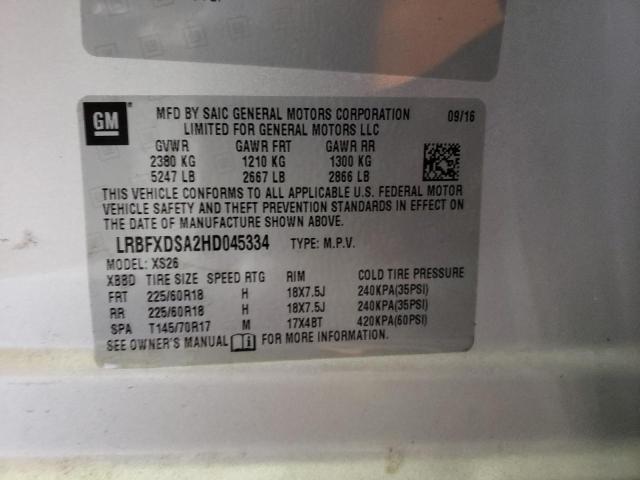 GM ® MFD BY SAIC GENERAL MOTORS CORPORATION 09/16
LIMITED FOR GENERAL MOTORS LLC
GVWR GAWR FRT GAWR RR
2380 KG 1210 KG 1300 KG
5247 LB 2667 LB 2866 LB
THIS VEHICLE CONFORMS TO ALL APPLICABLE U.S. FEDERAL MOTOR
VEHICLE SAFETY AND THEFT PREVENTION STANDARDS IN EFFECT ON
THE DATE OF MANUFACTURE SHOWN ABOVE.
LRBFXDSA2HD045334 TYPE: M.P.V.
MODEL: XS26
XBBD TIRE SIZE SPEED RTG RIM COLD TIRE PRESSURE
FRT 225/60R18 H 18X7.5J 240KPA(35PSI)
RR 225/60R18 H 18X7.5J 240KPA(35PSI)
SPA T145/70R17 M 17X4BT 420KPA(60PSI)
SEE OWNER'S MANUAL FOR MORE INFORMATION.